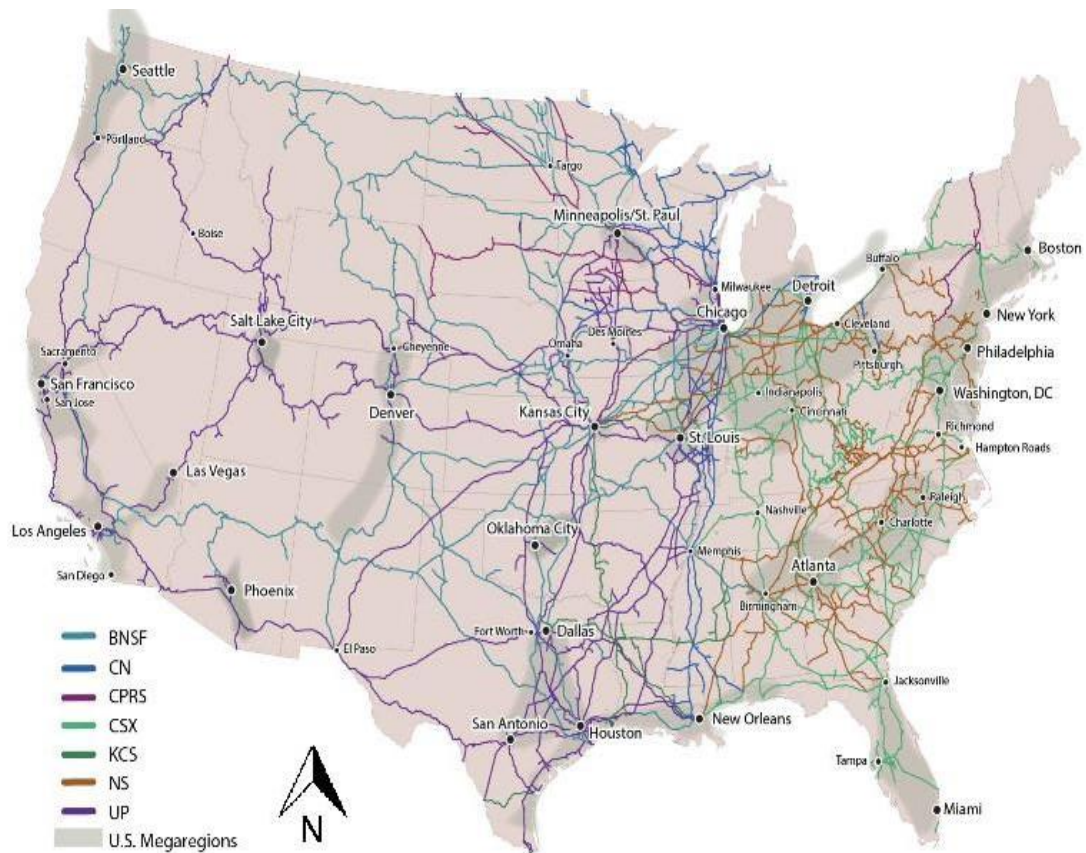 Seattle
Portland
Fargo
Minneapolis/St. Paul
Boise
Boston
Buffalo
Milwaukee
Detroit
Chicago
New York
Salt Lake City
Cleveland
Des Moines
Omaha
Cheyenne
Sacramento
Philadelphia
Pittsburgh
San Francisco
San Jose
Denver
Indianapolis
Washington, DC
Kansas City
Cincinnati
St. Louis
Richmond
Hampton Roads
Las Vegas
Raleigh
Nashville
Charlotte
Los Angeles
Oklahoma City
Memphis
Atlanta
San Diego
Phoenix
Birmingham
Fort Worth
Dallas
El Paso
Jacksonville
New Orleans
San Antonio
Houston
Tampa
Miami
BNSF
CN
CPRS
CSX
KCS
NS
UP
U.S. Megaregions
N